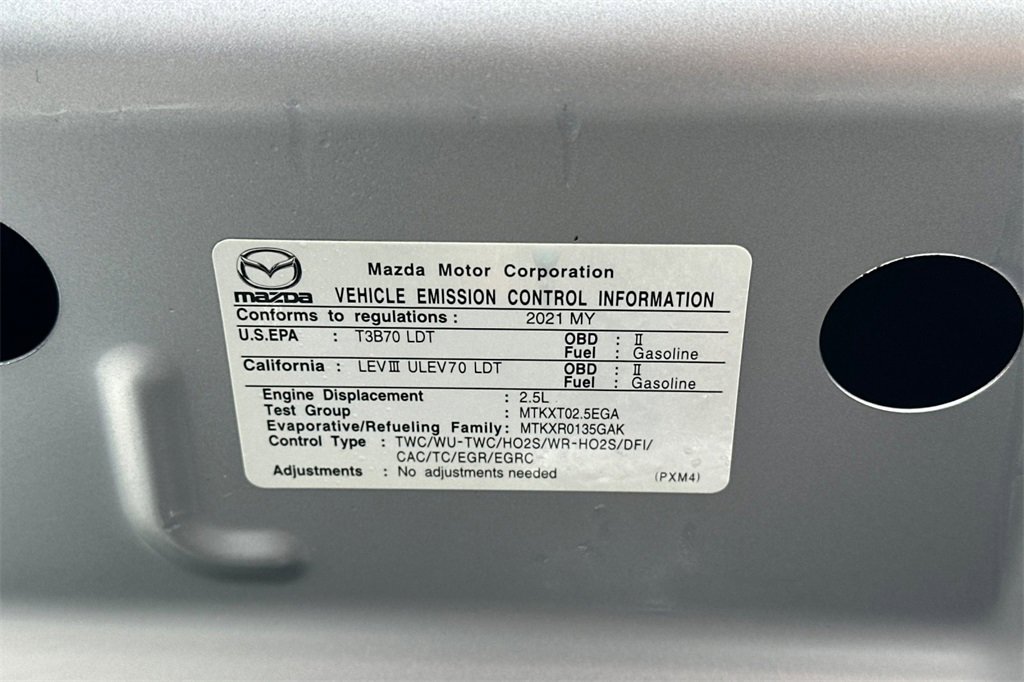 Mazda Motor Corporation
mazda VEHICLE EMISSION CONTROL INFORMATION
Conforms to regulations : 2021 MY
U.S.EPA : T3B70 LDT OBD : II
Fuel : Gasoline
California : LEVIII ULEV70 LDT OBD : II
Fuel : Gasoline
Engine Displacement : 2.5L
Test Group : MTKXT02.5EGA
Evaporative/Refueling Family: MTKXR0135GAK
Control Type : TWC/WU-TWC/HO2S/WR-HO2S/DFI/
CAC/TC/EGR/EGRC
Adjustments : No adjustments needed (PXM4)